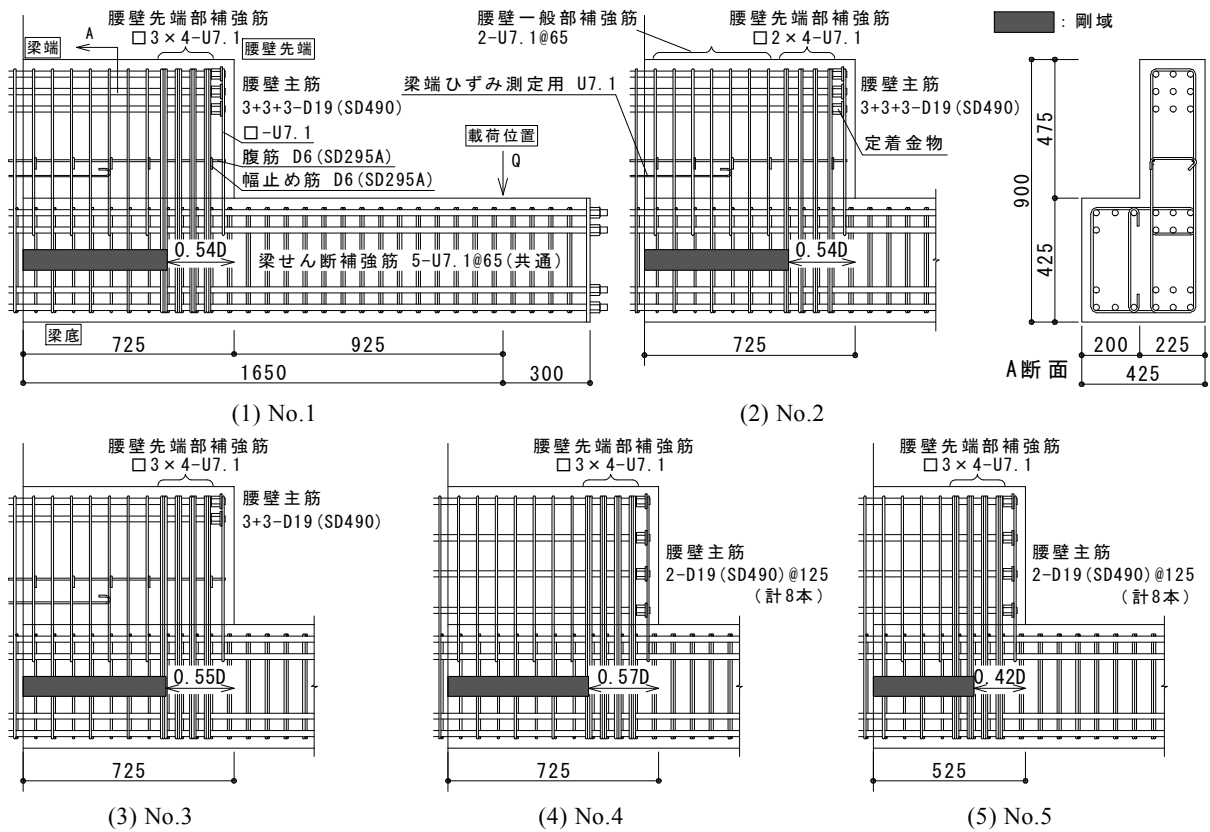 腰壁先端部補強筋
□3×4-U7.1
梁端
A
腰壁先端
腰壁主筋
3+3+3-D19(SD490)
□-U7.1
腹筋 D6(SD295A)
幅止め筋 D6(SD295A)
載荷位置
Q
0.54D
梁せん断補強筋 5-U7.1@65(共通)
梁底
725
925
1650
300
(1) No.1
腰壁一般部補強筋
2-U7.1@65
腰壁先端部補強筋
□2×4-U7.1
梁端ひずみ測定用 U7.1
腰壁主筋
3+3+3-D19(SD490)
定着金物
0.54D
725
(2) No.2
：剛域
475
900
425
200
225
425
A断面
腰壁先端部補強筋
□3×4-U7.1
腰壁主筋
3+3-D19(SD490)
0.55D
725
(3) No.3
腰壁先端部補強筋
□3×4-U7.1
腰壁主筋
2-D19(SD490)@125
(計8本)
0.57D
725
(4) No.4
腰壁先端部補強筋
□3×4-U7.1
腰壁主筋
2-D19(SD490)@125
(計8本)
0.42D
525
(5) No.5